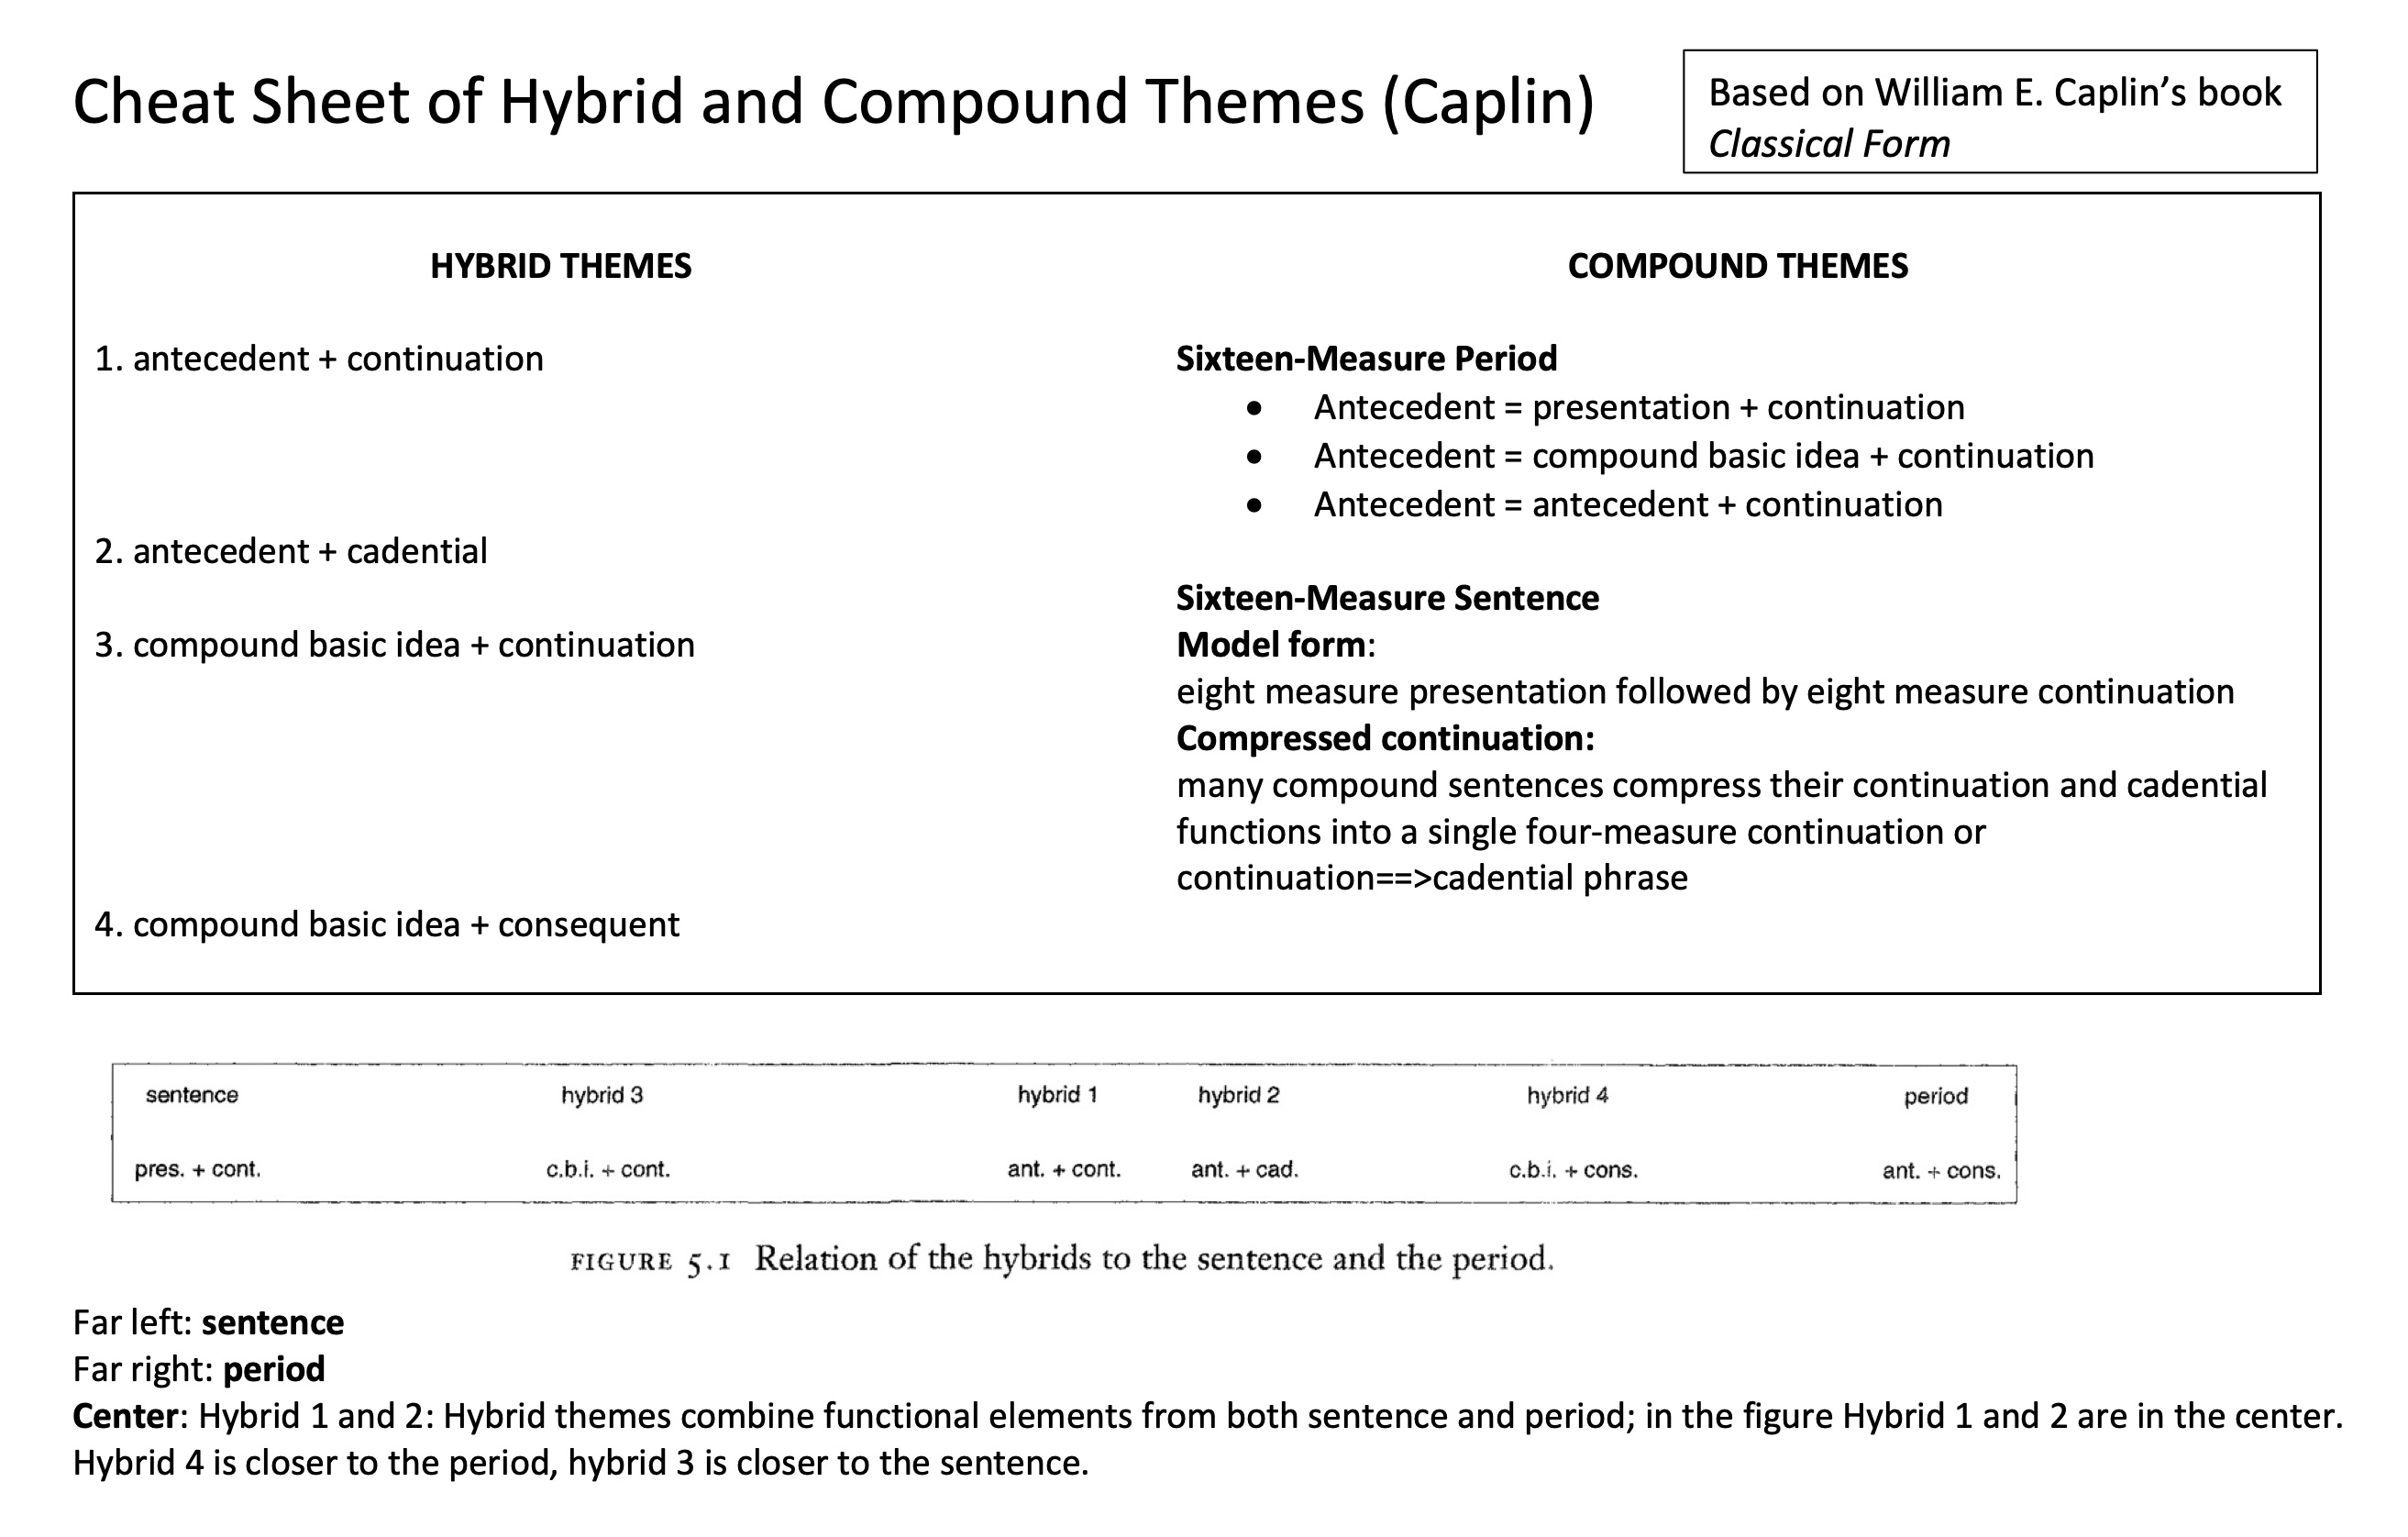 Cheat Sheet of Hybrid and Compound Themes (Caplin)
Based on William E. Caplin’s book
Classical Form
HYBRID THEMES
1. antecedent + continuation
2. antecedent + cadential
3. compound basic idea + continuation
4. compound basic idea + consequent
COMPOUND THEMES
Sixteen-Measure Period
• Antecedent = presentation + continuation
• Antecedent = compound basic idea + continuation
• Antecedent = antecedent + continuation
Sixteen-Measure Sentence
Model form:
eight measure presentation followed by eight measure continuation
Compressed continuation:
many compound sentences compress their continuation and cadential
functions into a single four-measure continuation or
continuation==>cadential phrase
sentence hybrid 3 hybrid 1 hybrid 2 hybrid 4 period
pres. + cont. c.b.i. + cont. ant. + cont. ant. + cad. c.b.i. + cons. ant. + cons.
FIGURE 5.1 Relation of the hybrids to the sentence and the period.
Far left: sentence
Far right: period
Center: Hybrid 1 and 2: Hybrid themes combine functional elements from both sentence and period; in the figure Hybrid 1 and 2 are in the center.
Hybrid 4 is closer to the period, hybrid 3 is closer to the sentence.